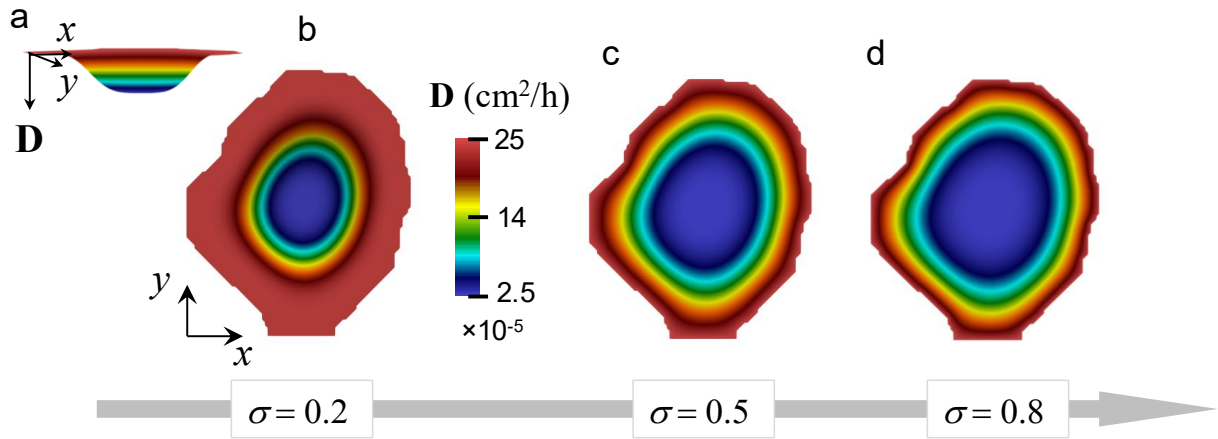 a
x
y
D
b
D (cm²/h)
25
14
2.5
×10⁻⁵
y
x
c
d
σ = 0.2
σ = 0.5
σ = 0.8